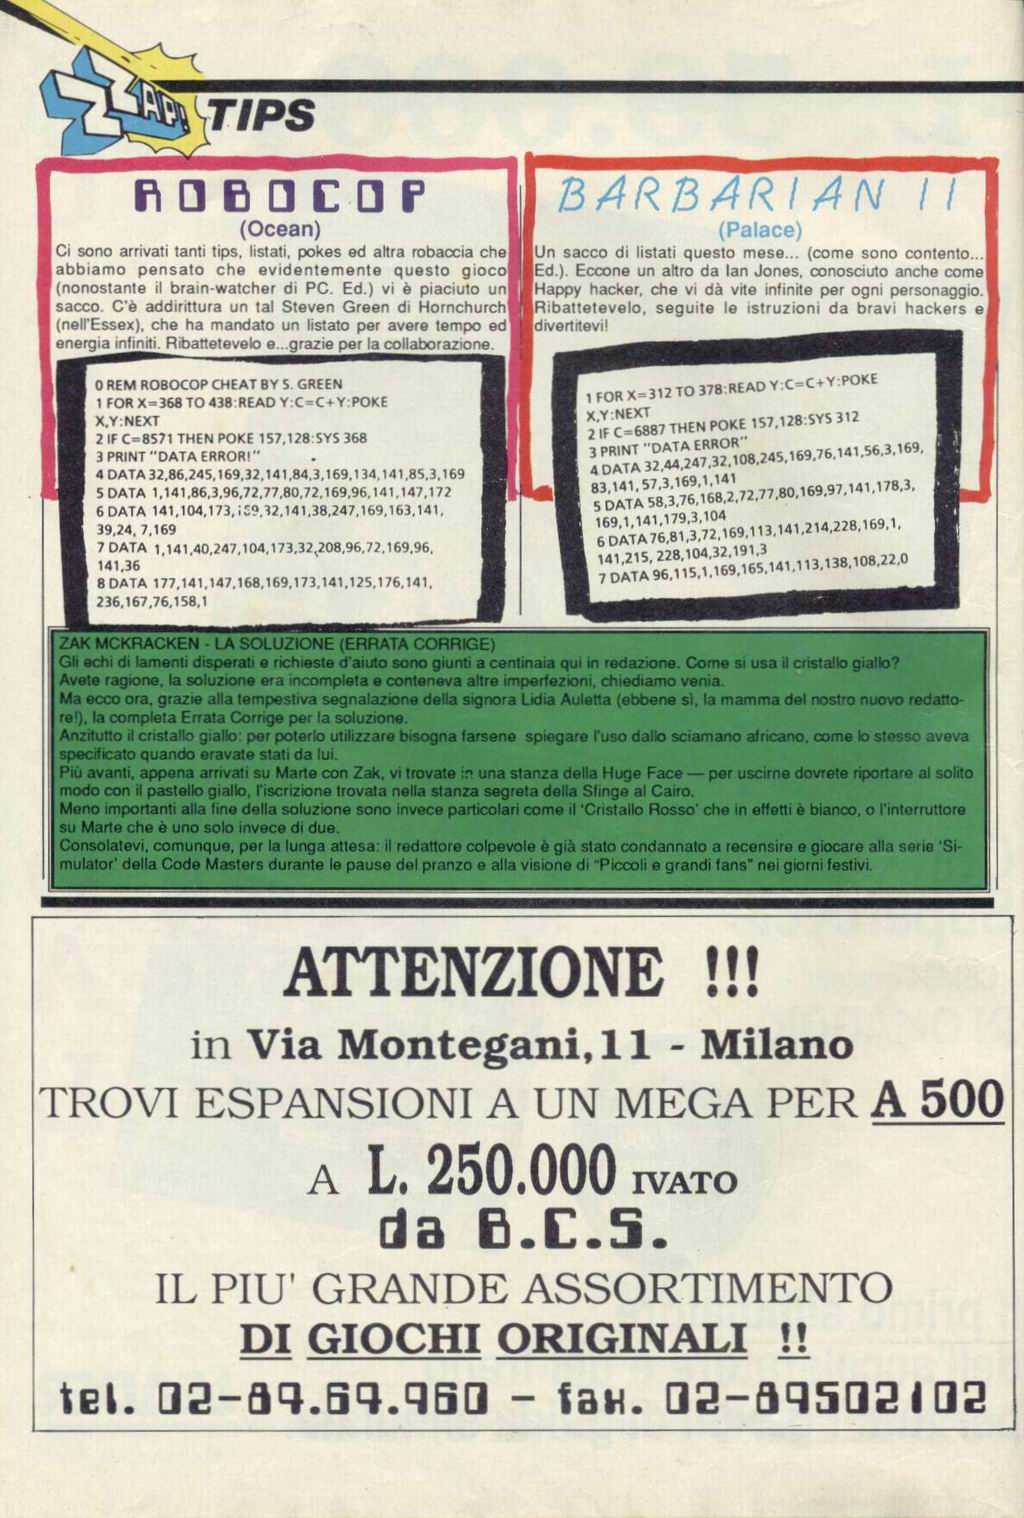 ZZAP! TIPS
ROBOCOP
(Ocean)
Ci sono arrivati tanti tips, listati, pokes ed altra robaccia che
abbiamo pensato che evidentemente questo gioco
(nonostante il brain-watcher di PC. Ed.) vi è piaciuto un
sacco. C'è addirittura un tal Steven Green di Hornchurch
(nell'Essex), che ha mandato un listato per avere tempo ed
energia infiniti. Ribattetevelo e...grazie per la collaborazione.
0 REM ROBOCOP CHEAT BY S. GREEN
1 FOR X=368 TO 438:READ Y:C=C+Y:POKE
X,Y:NEXT
2 IF C=8571 THEN POKE 157,128:SYS 368
3 PRINT "DATA ERROR!"
4 DATA 32,86,245,169,32,141,84,3,169,134,141,85,3,169
5 DATA 1,141,86,3,96,72,77,80,72,169,96,141,147,172
6 DATA 141,104,173,169,32,141,38,247,169,163,141,
39,24, 7,169
7 DATA 1,141,40,247,104,173,32,208,96,72,169,96,
141,36
8 DATA 177,141,147,168,169,173,141,125,176,141,
236,167,76,158,1
BARBARIAN II
(Palace)
Un sacco di listati questo mese... (come sono contento...
Ed.). Eccone un altro da Ian Jones, conosciuto anche come
Happy hacker, che vi dà vite infinite per ogni personaggio.
Ribattetevelo, seguite le istruzioni da bravi hackers e
divertitevi!
1 FOR X=312 TO 378:READ Y:C=C+Y:POKE
X,Y:NEXT
2 IF C=6887 THEN POKE 157,128:SYS 312
3 PRINT "DATA ERROR"
4 DATA 32,44,247,32,108,245,169,76,141,56,3,169,
83,141, 57,3,169,1,141
5 DATA 58,3,76,168,2,72,77,80,169,97,141,178,3,
169,1,141,179,3,104
6 DATA 76,81,3,72,169,113,141,214,228,169,1,
141,215, 228,104,32,191,3
7 DATA 96,115,1,169,165,141,113,138,108,22,0
ZAK MCKRACKEN - LA SOLUZIONE (ERRATA CORRIGE)
Gli echi di lamenti disperati e richieste d'aiuto sono giunti a centinaia qui in redazione. Come si usa il cristallo giallo?
Avete ragione, la soluzione era incompleta e conteneva altre imperfezioni, chiediamo venia.
Ma ecco ora, grazie alla tempestiva segnalazione della signora Lidia Auletta (ebbene sì, la mamma del nostro nuovo redatto-
re!), la completa Errata Corrige per la soluzione.
Anzitutto il cristallo giallo: per poterlo utilizzare bisogna farsene spiegare l'uso dallo sciamano africano, come lo stesso aveva
specificato quando eravate stati da lui.
Più avanti, appena arrivati su Marte con Zak, vi trovate in una stanza della Huge Face — per uscirne dovrete riportare al solito
modo con il pastello giallo, l'iscrizione trovata nella stanza segreta della Sfinge al Cairo.
Meno importanti alla fine della soluzione sono invece particolari come il 'Cristallo Rosso' che in effetti è bianco, o l'interruttore
su Marte che è uno solo invece di due.
Consolatevi, comunque, per la lunga attesa: il redattore colpevole è già stato condannato a recensire e giocare alla serie 'Si-
mulator' della Code Masters durante le pause del pranzo e alla visione di "Piccoli e grandi fans" nei giorni festivi.
ATTENZIONE !!!
in Via Montegani,11 - Milano
TROVI ESPANSIONI A UN MEGA PER A 500
A L. 250.000 IVATO
da B.C.S.
IL PIU' GRANDE ASSORTIMENTO
DI GIOCHI ORIGINALI !!
tel. 02-89.69.960 - fax. 02-89502102